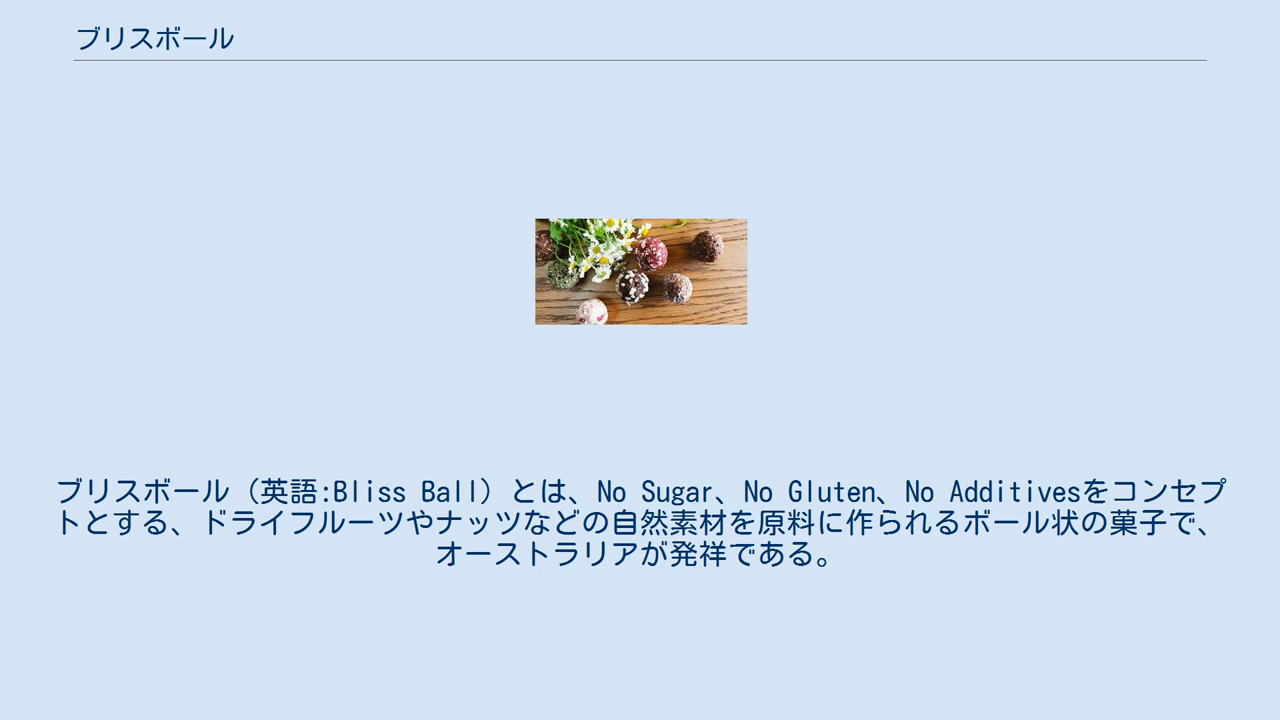 ブリスボール
ブリスボール（英語:Bliss Ball）とは、No Sugar、No Gluten、No Additivesをコンセプ
トとする、ドライフルーツやナッツなどの自然素材を原料に作られるボール状の菓子で、
オーストラリアが発祥である。